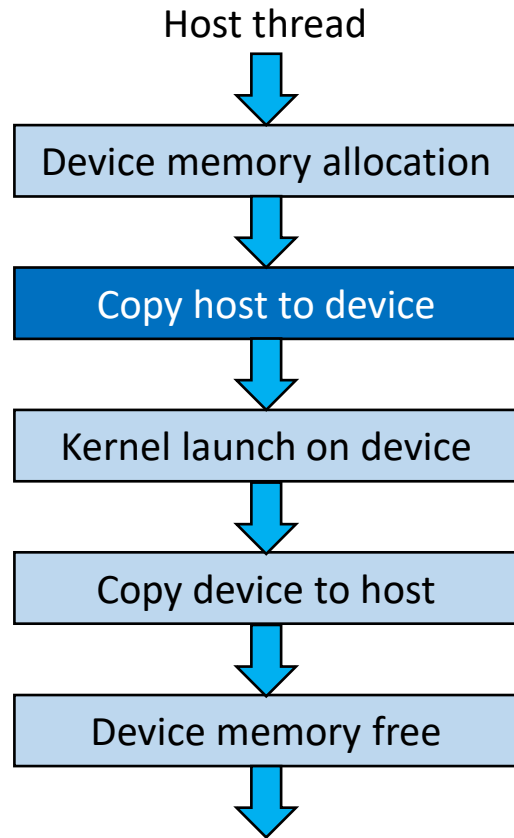 Host thread
Device memory allocation
Copy host to device
Kernel launch on device
Copy device to host
Device memory free